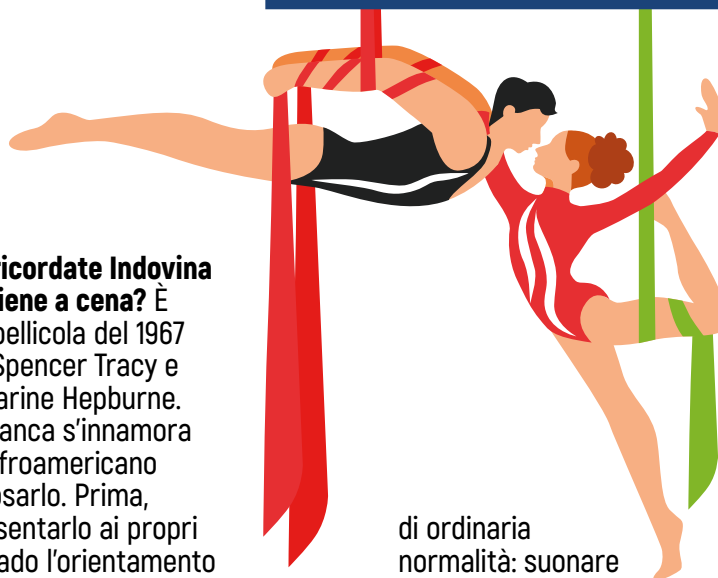 ricordate Indovina
iene a cena? È
pellicola del 1967
Spencer Tracy e
arine Hepburne.
anca s’innamora
froamericano
osarlo. Prima,
sentarlo ai propri
ado l’orientamento
di ordinaria
normalità: suonare